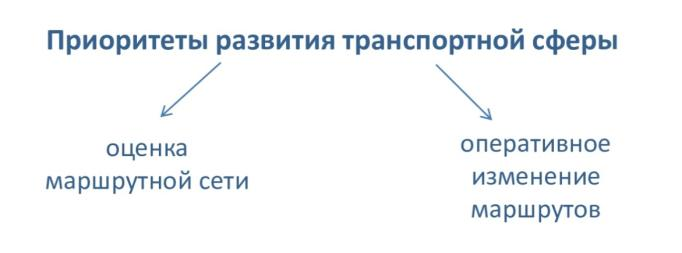 Приоритеты развития транспортной сферы
оценка
маршрутной сети
оперативное
изменение
маршрутов